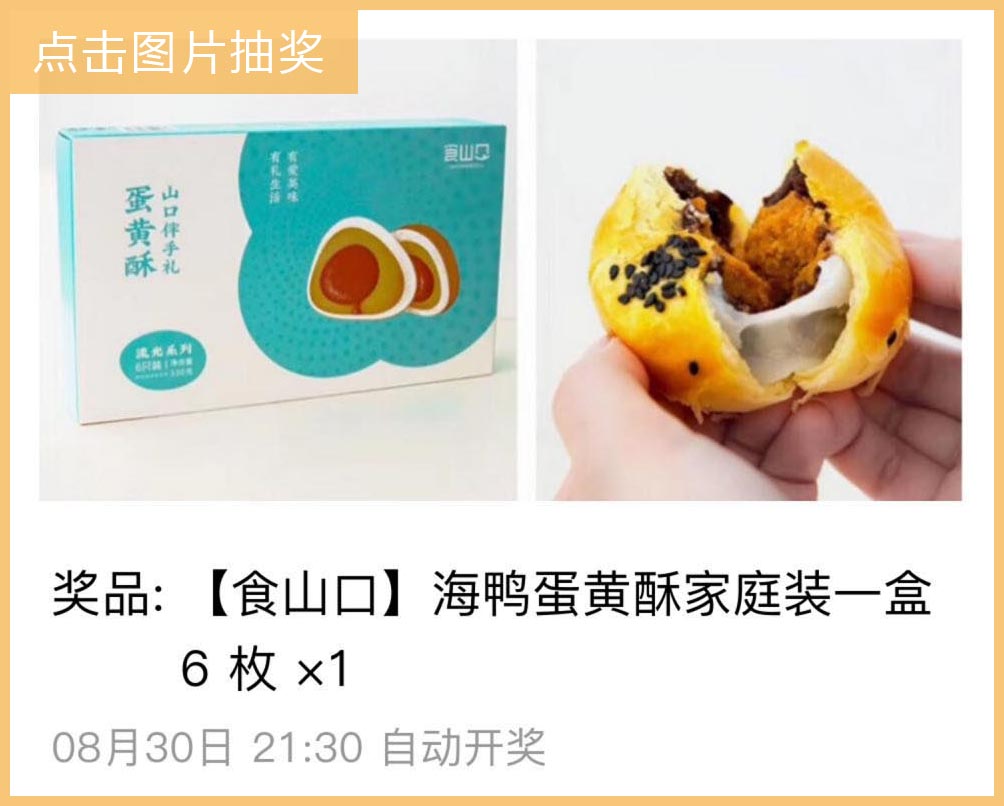 点击图片抽奖
食山口
有爱美味
有礼生活
山口伴手礼
蛋黄酥
流光系列
6只装
奖品: 【食山口】海鸭蛋黄酥家庭装一盒
6 枚 ×1
08月30日 21:30 自动开奖